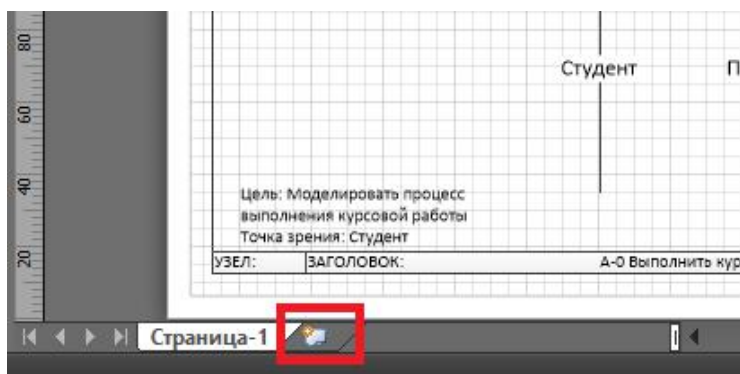 80
60
40
20
Студент
П
Цель: Моделировать процесс
выполнения курсовой работы
Точка зрения: Студент
УЗЕЛ: ЗАГОЛОВОК: А-0 Выполнить кур
Страница-1